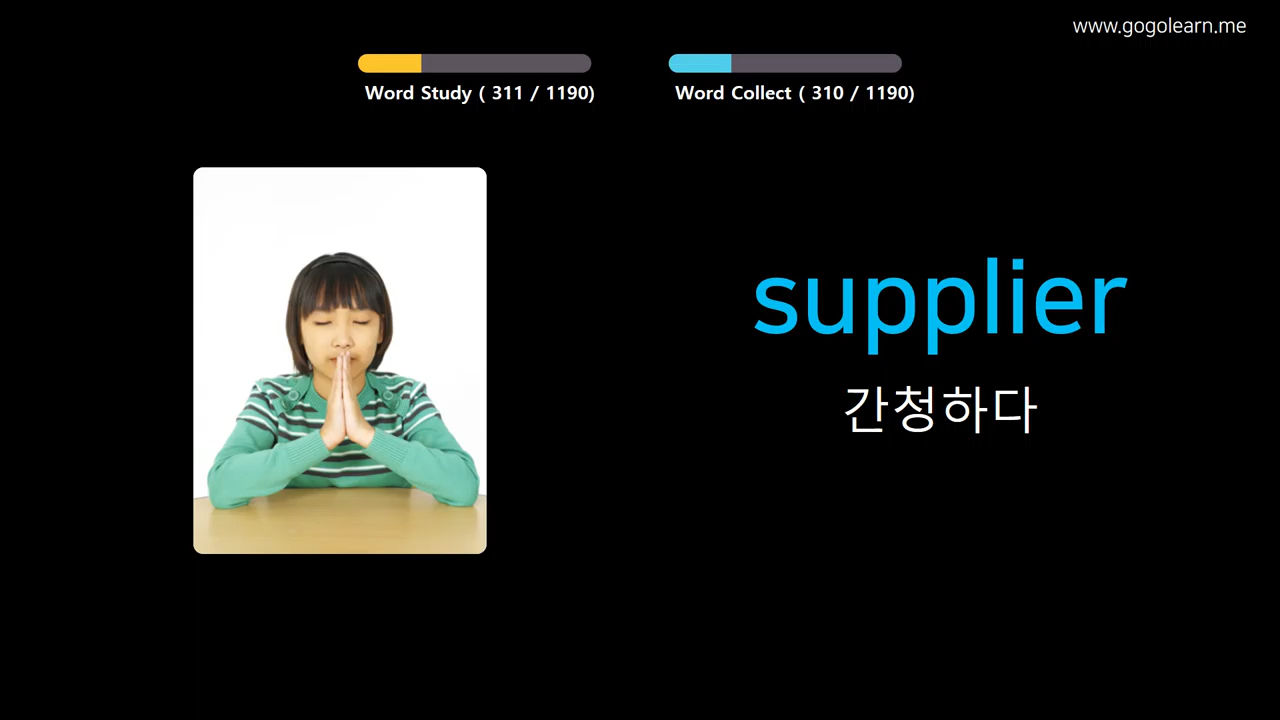 www.gogolearn.me
Word Study ( 311 / 1190)
Word Collect ( 310 / 1190)
supplier
간청하다